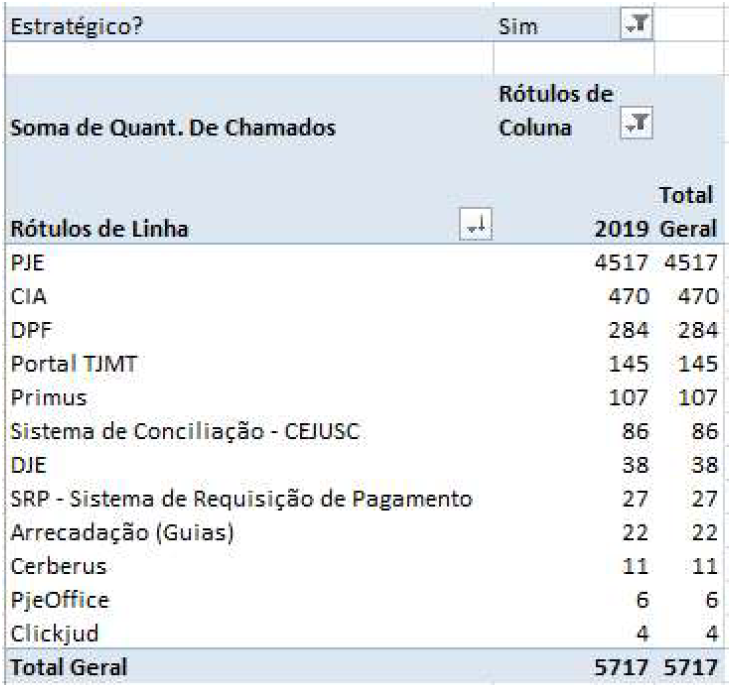 Estratégico? Sim
Rótulos de
Soma de Quant. De Chamados Coluna
Total
Rótulos de Linha 2019 Geral
PJE 4517 4517
CIA 470 470
DPF 284 284
Portal TJMT 145 145
Primus 107 107
Sistema de Conciliação - CEJUSC 86 86
DJE 38 38
SRP - Sistema de Requisição de Pagamento 27 27
Arrecadação (Guias) 22 22
Cerberus 11 11
PjeOffice 6 6
Clickjud 4 4
Total Geral 5717 5717